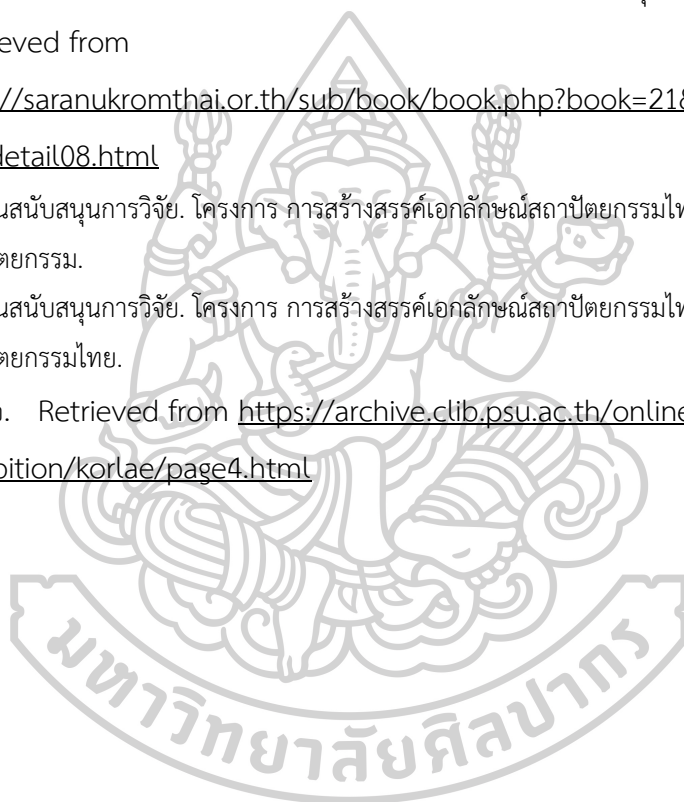 eved from
//saranukromthai.or.th/sub/book/book.php?book=21&
detail08.html
นสนับสนุนการวิจัย. โครงการ การสร้างสรรค์เอกลักษณ์สถาปัตยกรรมไท
ตยกรรม.
นสนับสนุนการวิจัย. โครงการ การสร้างสรรค์เอกลักษณ์สถาปัตยกรรมไท
ตยกรรมไทย.
Retrieved from https://archive.clib.psu.ac.th/online
bition/korlae/page4.html
มหาวิทยาลัยศิลปากร